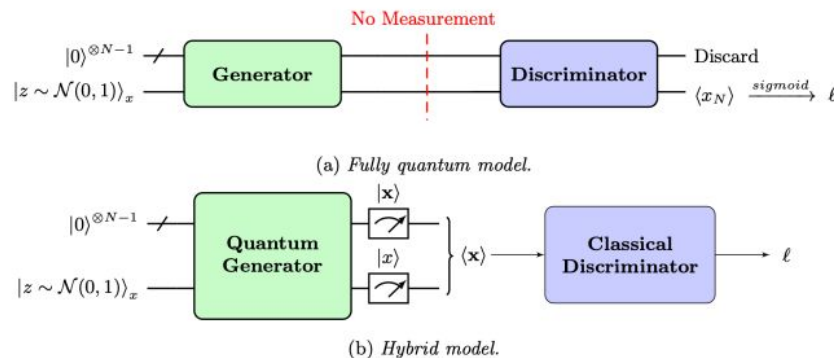 No Measurement
|0⟩^{⊗N−1}
Generator
Discriminator
Discard
|z ∼ 𝒩(0, 1)⟩_x
⟨x_N⟩ sigmoid ℓ
(a) Fully quantum model.
|x⟩
|0⟩^{⊗N−1}
Quantum
Generator
|x⟩
⟨x⟩
Classical
Discriminator
ℓ
|z ∼ 𝒩(0, 1)⟩_x
(b) Hybrid model.